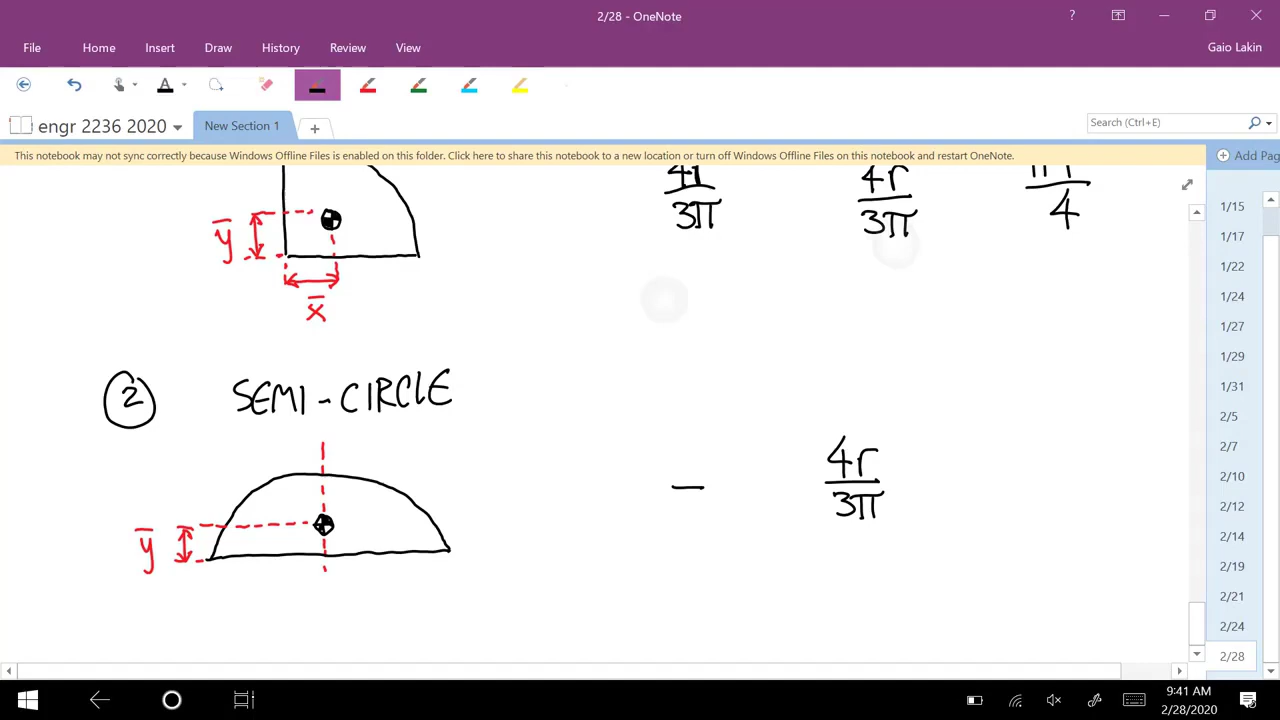 2/28 - OneNote
?
File Home Insert Draw History Review View
Gaio Lakin
A
engr 2236 2020
New Section 1
+
Search (Ctrl+E)
This notebook may not sync correctly because Windows Offline Files is enabled on this folder. Click here to share this notebook to a new location or turn off Windows Offline Files on this notebook and restart OneNote.
Add Pag
1/15
1/17
1/22
1/24
1/27
1/29
1/31
2/5
2/7
2/10
2/12
2/14
2/19
2/21
2/24
2/28
4r
3π
4r
3π
4
y̅
x̅
② SEMI-CIRCLE
y̅
–
4r
3π
9:41 AM
2/28/2020